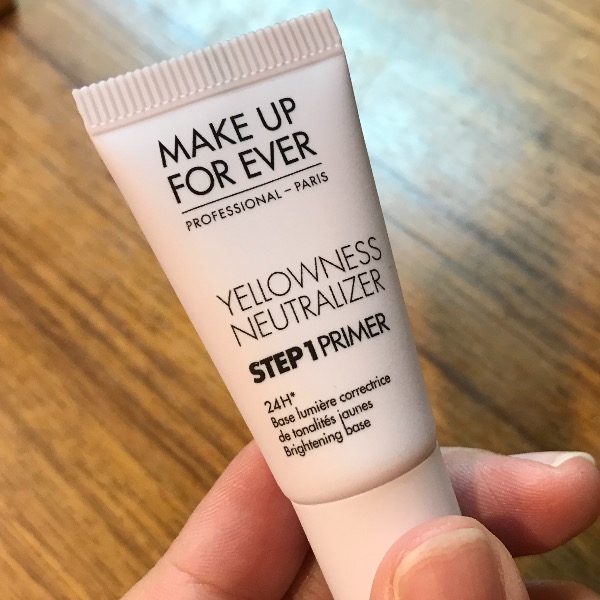 MAKE UP
FOR EVER
PROFESSIONAL – PARIS
YELLOWNESS
NEUTRALIZER
STEP 1 PRIMER
24H*
Base lumière correctrice
de tonalités jaunes
Brightening base